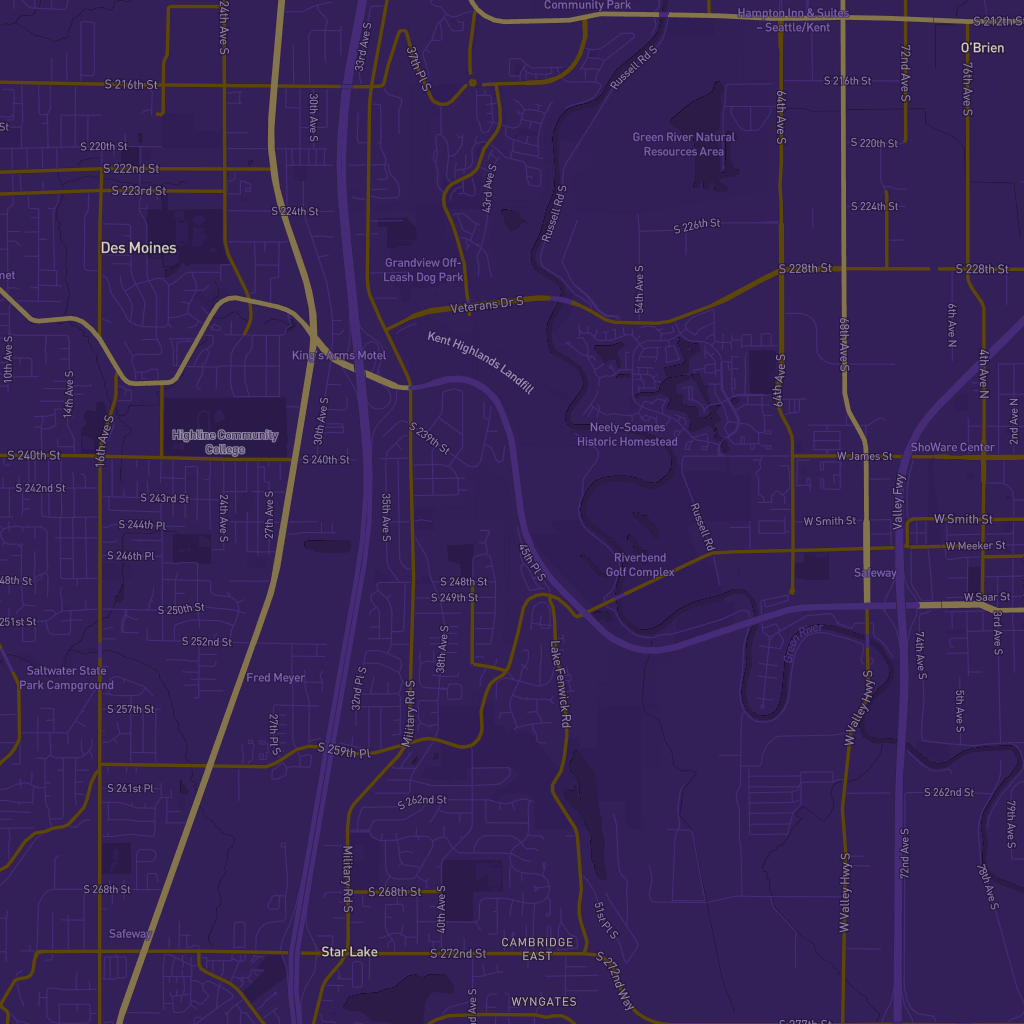 Community Park
Hampton Inn & Suites
– Seattle/Kent
S 212th St
O'Brien
24th Ave S
33rd Ave S
37th Pl S
Russell Rd S
72nd Ave S
76th Ave S
S 216th St
S 216th St
30th Ave S
64th Ave S
St
S 220th St
S 220th St
Green River Natural
Resources Area
S 222nd St
S 223rd St
43rd Ave S
Russell Rd S
S 224th St
S 224th St
S 226th St
Des Moines
Grandview Off-
Leash Dog Park
54th Ave S
S 228th St
S 228th St
met
Veterans Dr S
6th Ave N
68th Ave S
Kent Highlands Landfill
King's Arms Motel
10th Ave S
14th Ave S
64th Ave S
4th Ave N
2nd Ave N
30th Ave S
16th Ave S
Highline Community
College
S 239th St
Neely-Soames
Historic Homestead
ShoWare Center
S 240th St
S 240th St
W James St
S 242nd St
S 243rd St
24th Ave S
27th Ave S
35th Ave S
Valley Fwy
S 244th Pl
Russell Rd
W Smith St
W Smith St
S 246th Pl
45th Pl S
W Meeker St
Riverbend
Golf Complex
Safeway
48th St
S 248th St
S 249th St
W Saar St
S 250th St
251st St
3rd Ave S
S 252nd St
38th Ave S
Green River
74th Ave S
Lake Fenwick Rd
Saltwater State
Park Campground
Fred Meyer
32nd Pl S
Military Rd S
5th Ave S
W Valley Hwy S
S 257th St
27th Pl S
S 259th Pl
S 261st Pl
S 262nd St
S 262nd St
79th Ave S
72nd Ave S
78th Ave S
Military Rd S
W Valley Hwy S
S 268th St
S 268th St
40th Ave S
51st Pl S
Safeway
Star Lake
S 272nd St
CAMBRIDGE
EAST
S 272nd Way
WYNGATES
nd Ave S
S 277th St